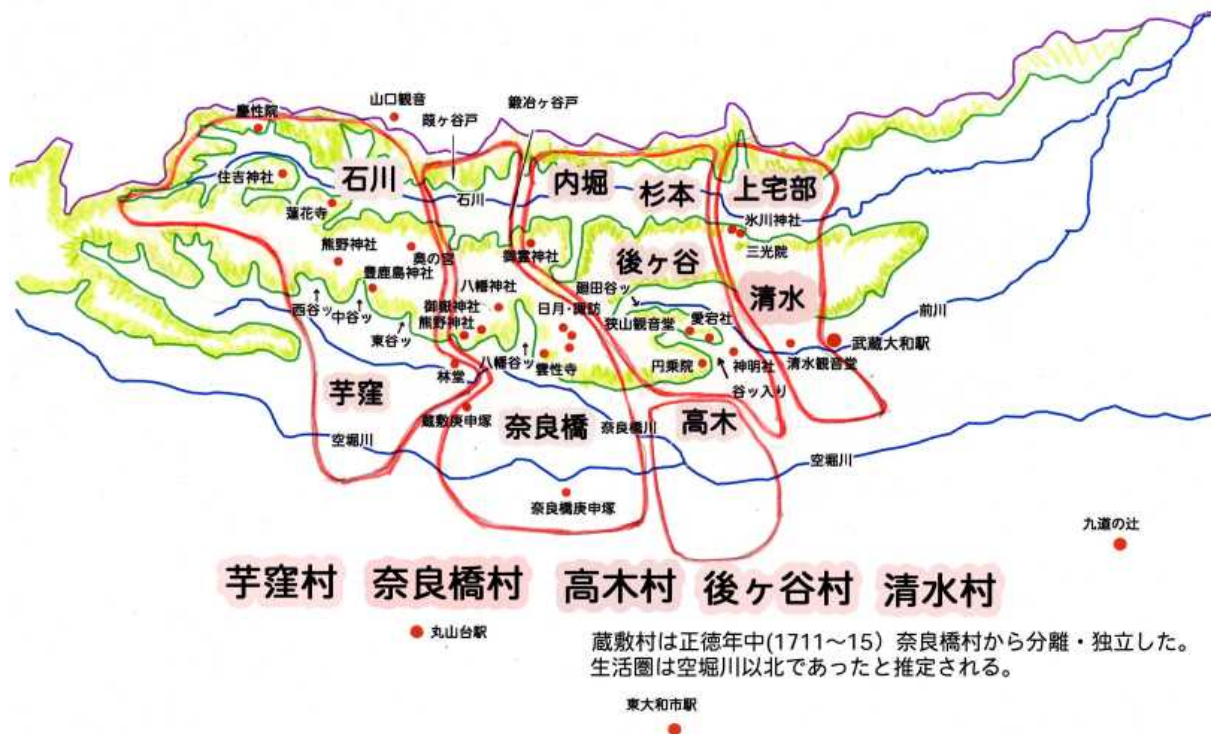 慶性院
山口観音
鍛冶ヶ谷戸
葭ヶ谷戸
住吉神社
石川
石川
内堀
杉本
上宅部
蓮花寺
氷川神社
熊野神社
奥の宮
御霊神社
後ヶ谷
三光院
豊鹿島神社
八幡神社
廻田谷ッ
清水
西谷ッ
中谷ッ
東谷ッ
御嶽神社
熊野神社
日月・諏訪
狭山観音堂
愛宕社
前川
武蔵大和駅
八幡谷ッ
雲性寺
円乗院
神明社
清水観音堂
谷ッ入り
林堂
芋窪
蔵敷庚申塚
奈良橋
奈良橋川
高木
空堀川
空堀川
奈良橋庚申塚
九道の辻
芋窪村 奈良橋村 高木村 後ヶ谷村 清水村
丸山台駅
蔵敷村は正徳年中(1711〜15）奈良橋村から分離・独立した。
生活圏は空堀川以北であったと推定される。
東大和市駅